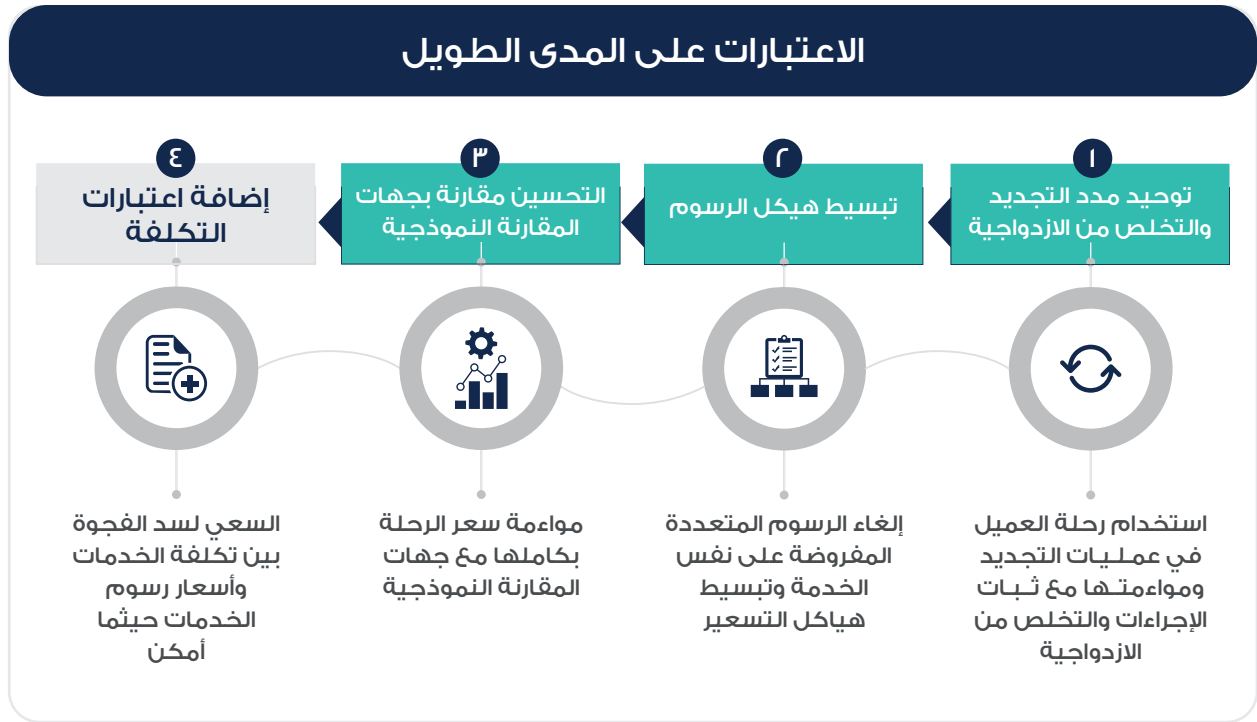 الاعتبارات على المدى الطويل
١
توحيد مدد التجديد
والتخلص من الازدواجية
استخدام رحلة العميل
في عمليات التجديد
ومواءمتها مع ثبات
الإجراءات والتخلص من
الازدواجية
٢
تبسيط هيكل الرسوم
إلغاء الرسوم المتعددة
المفروضة على نفس
الخدمة وتبسيط
هياكل التسعير
٣
التحسين مقارنة بجهات
المقارنة النموذجية
مواءمة سعر الرحلة
بكاملها مع جهات
المقارنة النموذجية
٤
إضافة اعتبارات
التكلفة
السعي لسد الفجوة
بين تكلفة الخدمات
وأسعار رسوم
الخدمات حيثما
أمكن